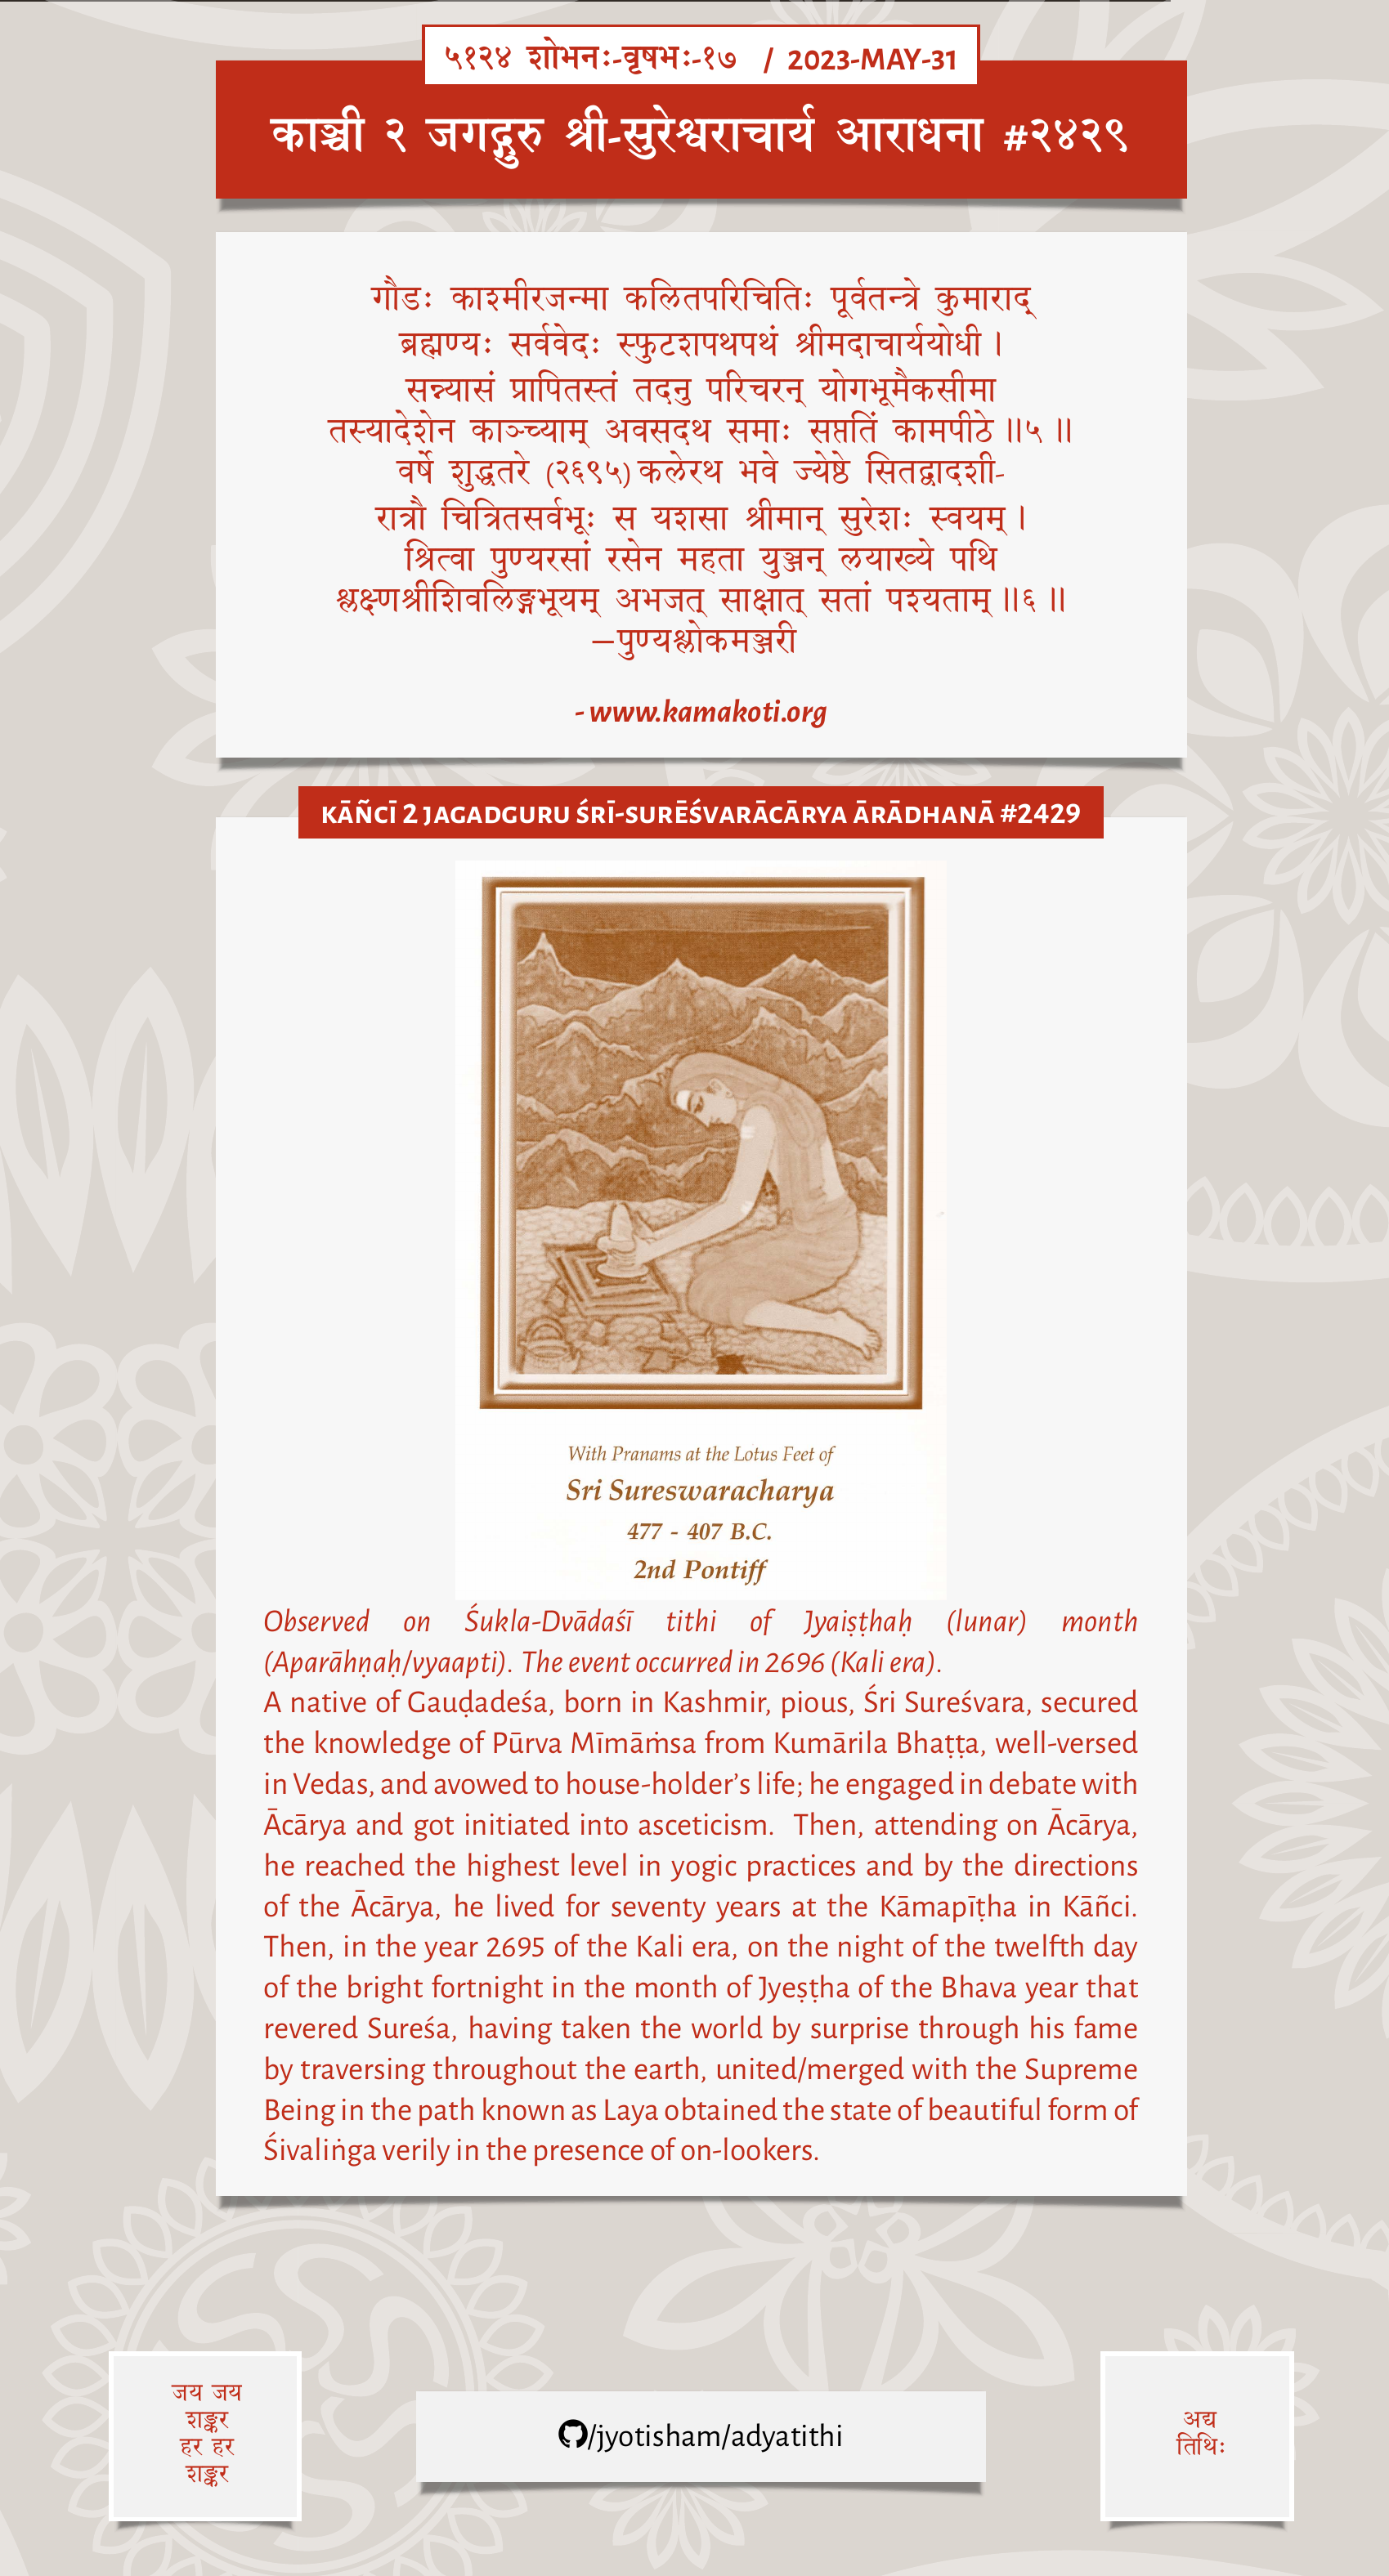 ५१२४ शोभनः-वृषभः-१७ / 2023-MAY-31
काञ्ची २ जगद्गुरु श्री-सुरेश्वराचार्य आराधना #२४२९
गौडः काश्मीरजन्मा कलितपरिचितिः पूर्वतन्त्रे कुमाराद्
ब्रह्मण्यः सर्ववेदः स्फुटशपथपथं श्रीमदाचार्ययोधी।
सन्न्यासं प्रापितस्तं तदनु परिचरन् योगभूमैकसीमा
तस्यादेशेन काञ्च्याम् अवसदथ समाः सप्ततिं कामपीठे॥५॥
वर्षे शुद्धतरे (२६९५) कलेरथ भवे ज्येष्ठे सितद्वादशी-
रात्रौ चित्रितसर्वभूः स यशसा श्रीमान् सुरेशः स्वयम्।
श्रित्वा पुण्यरसां रसेन महता युञ्जन् लयाख्ये पथि
श्लक्ष्णश्रीशिवलिङ्गभूयम् अभजत् साक्षात् सतां पश्यताम्॥६॥
—पुण्यश्लोकमञ्जरी
- www.kamakoti.org
KĀÑCĪ 2 JAGADGURU ŚRĪ-SURĒŚVARĀCĀRYA ĀRĀDHANĀ #2429
With Pranams at the Lotus Feet of
Sri Sureswaracharya
477 - 407 B.C.
2nd Pontiff
Observed on Śukla-Dvādaśī tithi of Jyaiṣṭhaḥ (lunar) month
(Aparāhṇaḥ/vyaapti). The event occurred in 2696 (Kali era).
A native of Gauḍadeśa, born in Kashmir, pious, Śri Sureśvara, secured
the knowledge of Pūrva Mīmāṁsa from Kumārila Bhaṭṭa, well-versed
in Vedas, and avowed to house-holder’s life; he engaged in debate with
Ācārya and got initiated into asceticism. Then, attending on Ācārya,
he reached the highest level in yogic practices and by the directions
of the Ācārya, he lived for seventy years at the Kāmapīṭha in Kāñci.
Then, in the year 2695 of the Kali era, on the night of the twelfth day
of the bright fortnight in the month of Jyeṣṭha of the Bhava year that
revered Sureśa, having taken the world by surprise through his fame
by traversing throughout the earth, united/merged with the Supreme
Being in the path known as Laya obtained the state of beautiful form of
Śivaliṅga verily in the presence of on-lookers.
जय जय
शङ्कर
हर हर
शङ्कर
/jyotisham/adyatithi
अद्य
तिथिः